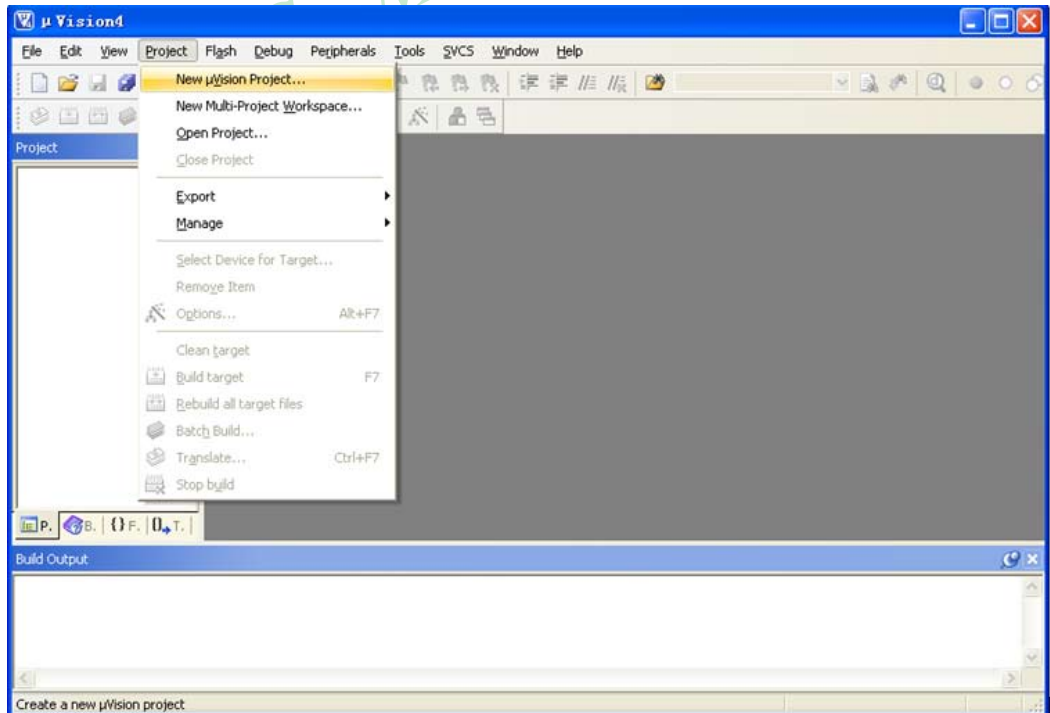 μ Vision4
File Edit View Project Flash Debug Peripherals Tools SVCS Window Help
New μVision Project...
New Multi-Project Workspace...
Open Project...
Close Project
Export
Manage
Select Device for Target...
Remove Item
Options... Alt+F7
Clean target
Build target F7
Rebuild all target files
Batch Build...
Translate... Ctrl+F7
Stop build
Project
P. B. {} F. 0 T.
Build Output
Create a new μVision project